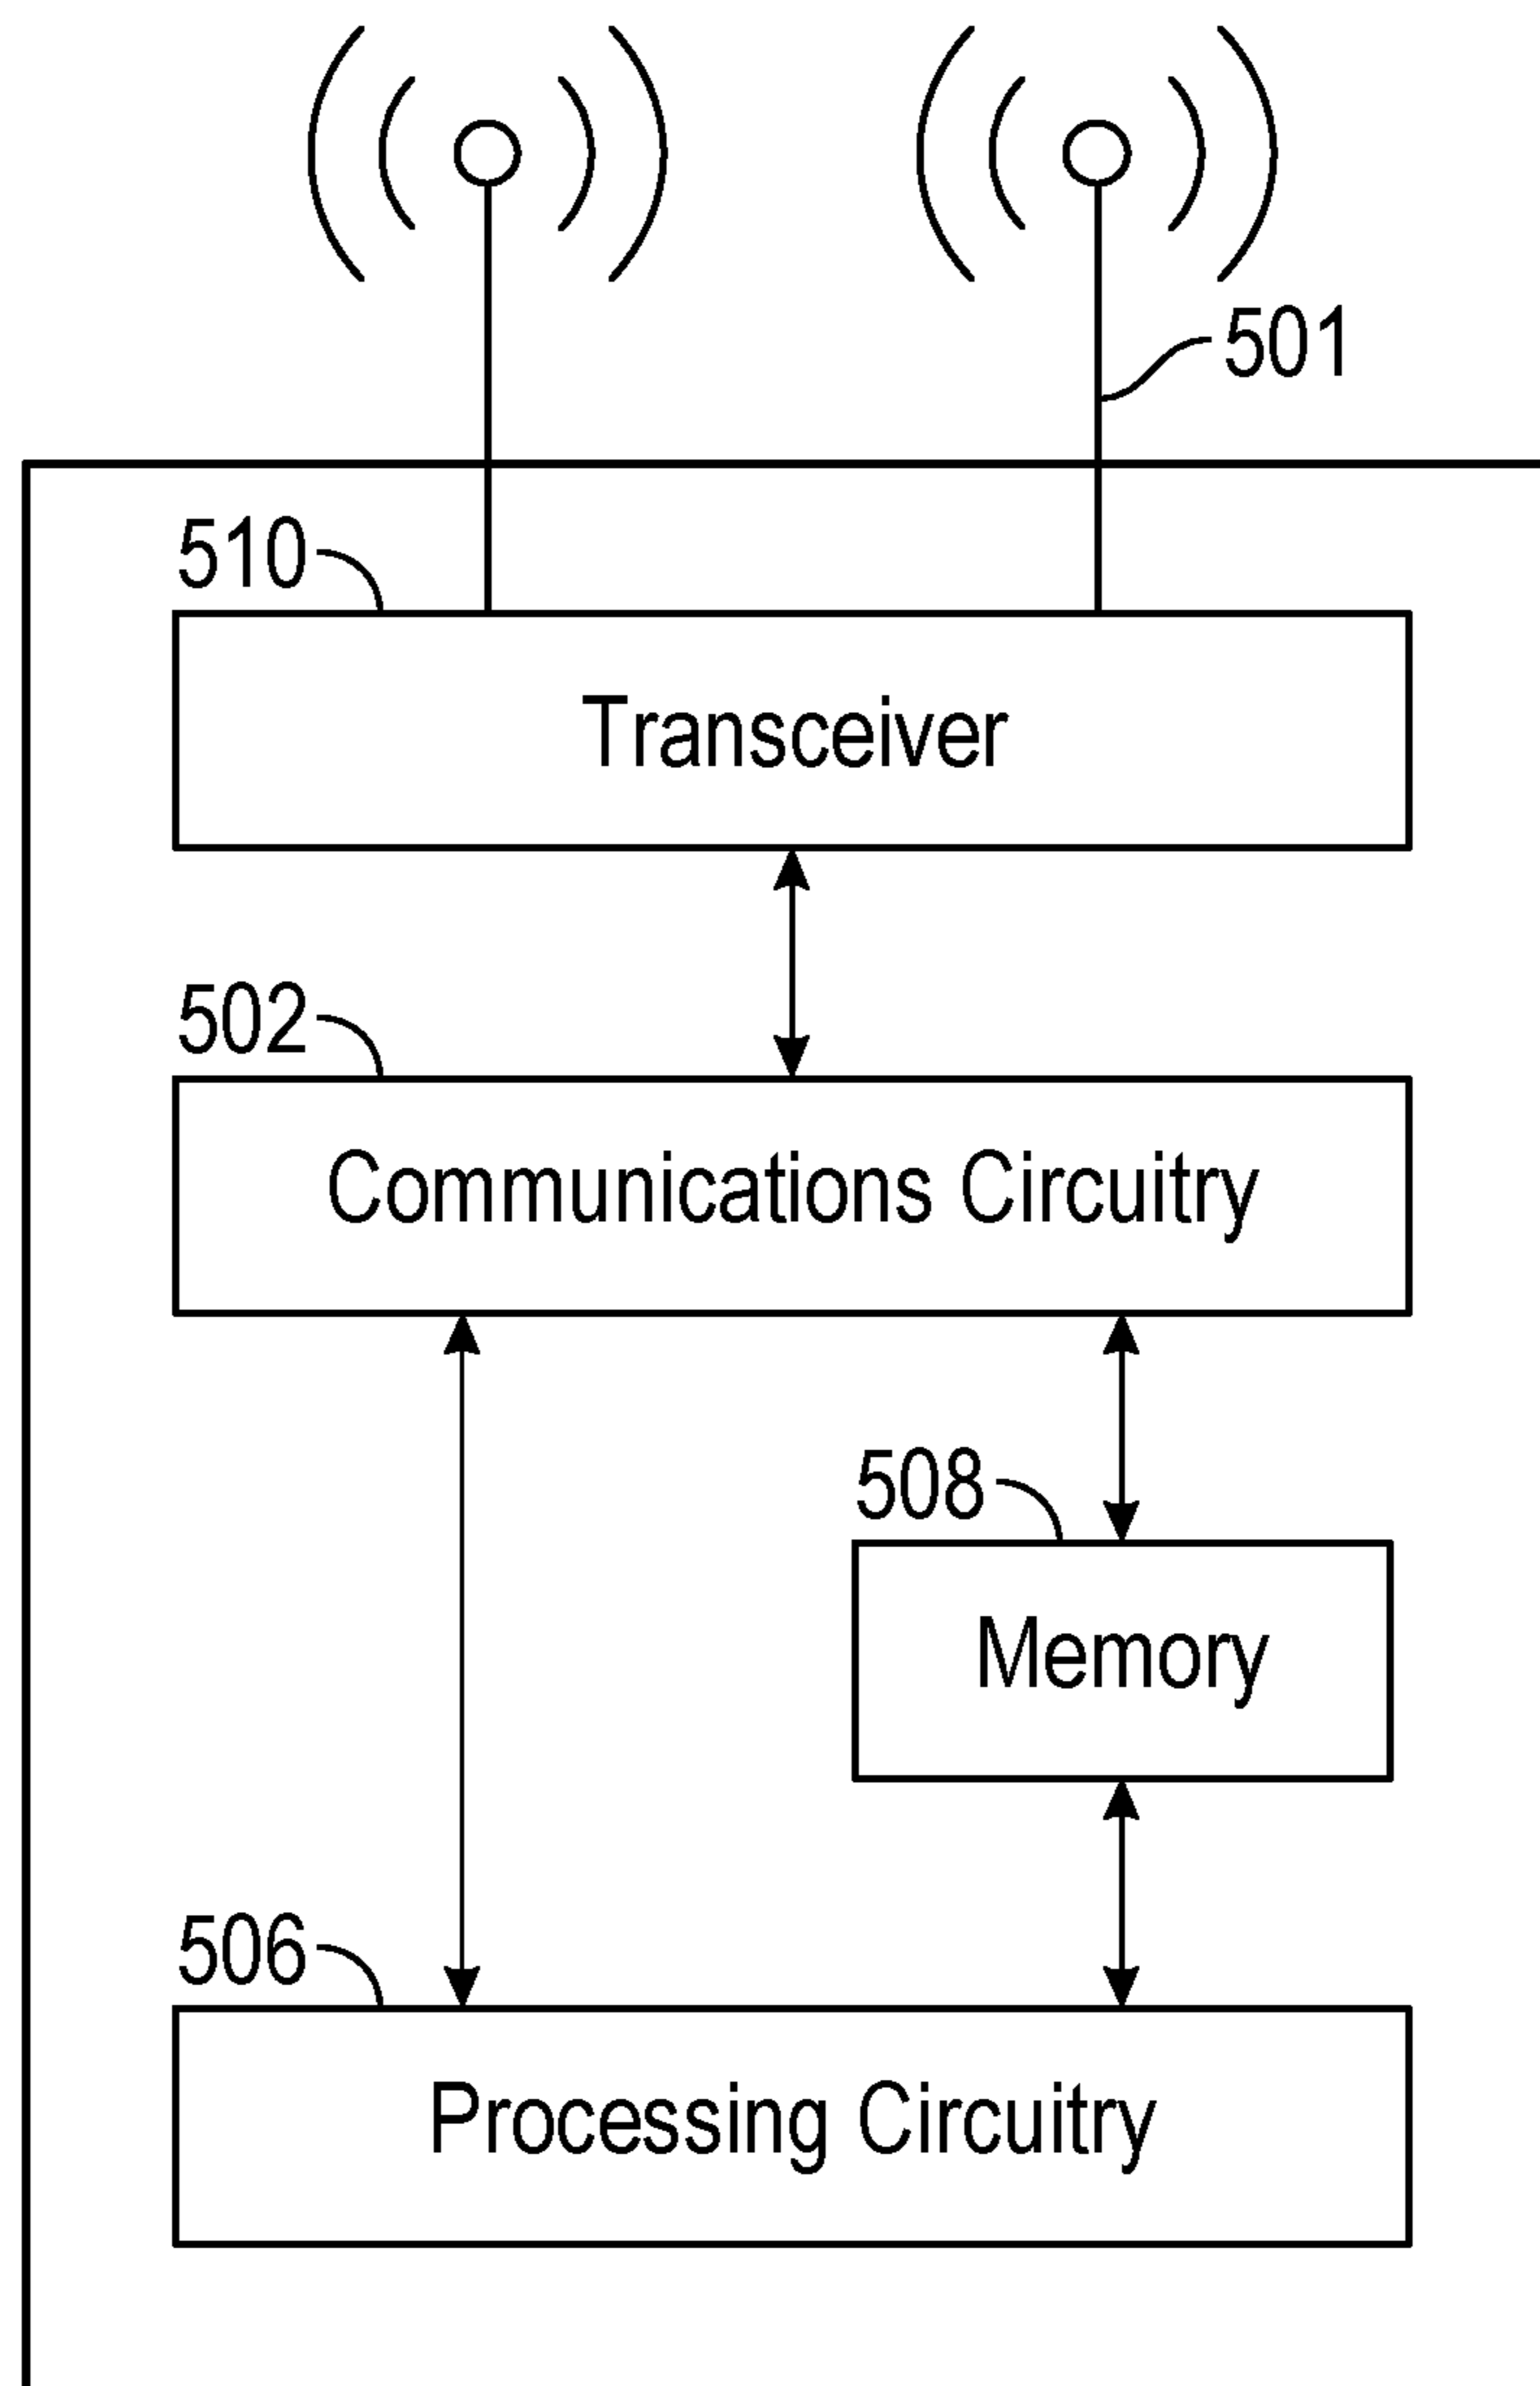 501
510
Transceiver
502
Communications Circuitry
508
Memory
506
Processing Circuitry